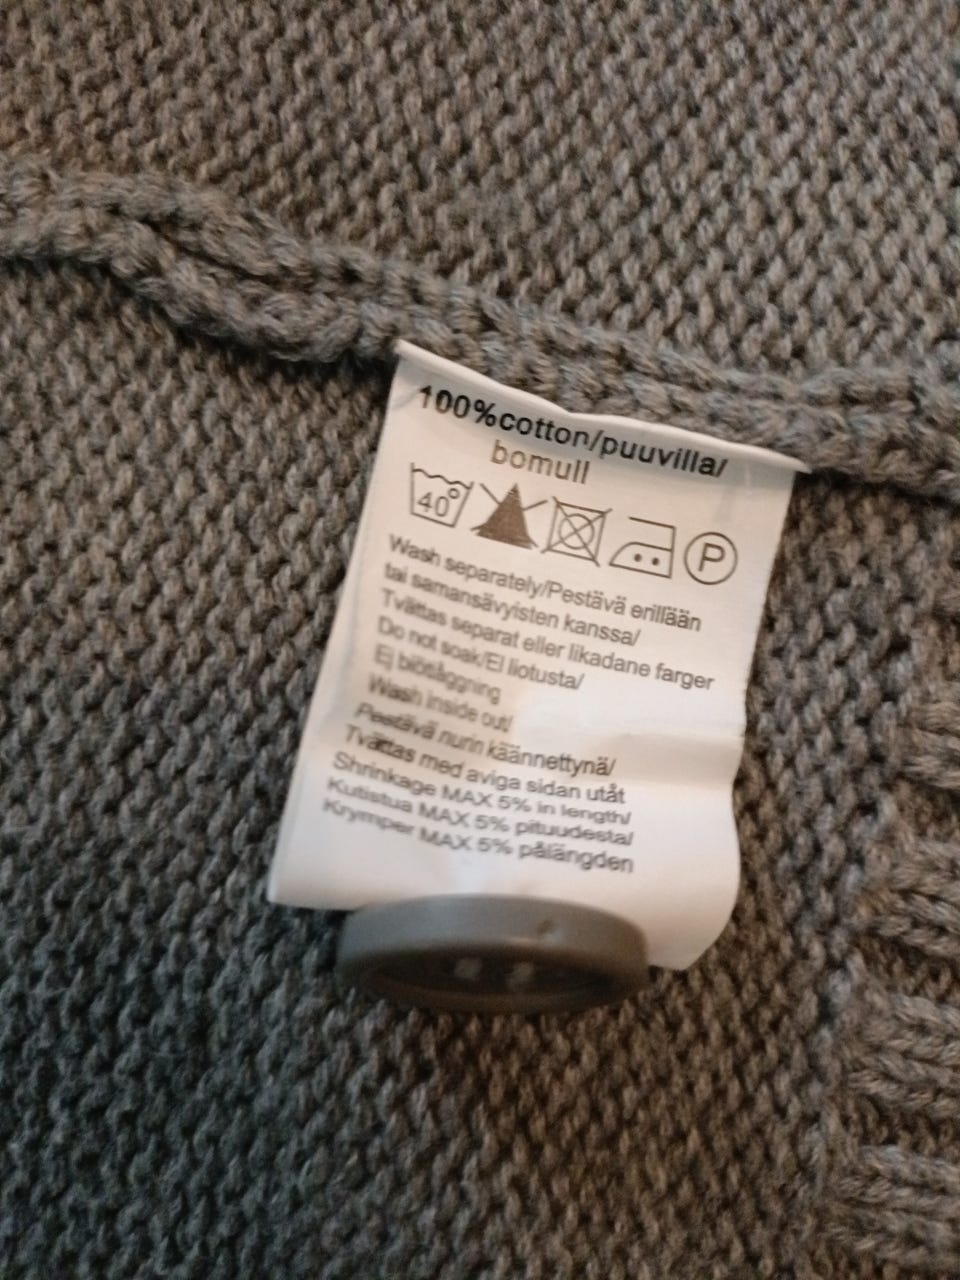 100%cotton/puuvilla/
bomull
40°
P
Wash separately/Pestävä erillään
tai samansävyisten kanssa/
Tvättas separat eller likadane farger
Do not soak/EI liotusta/
Ej blötsåggning
Wash inside out/
Pestävä nurin käännettynä/
Tvättas med aviga sidan utåt
Shrinkage MAX 5% in length/
Kutistua MAX 5% pituudesta/
Krymper MAX 5% pålängden